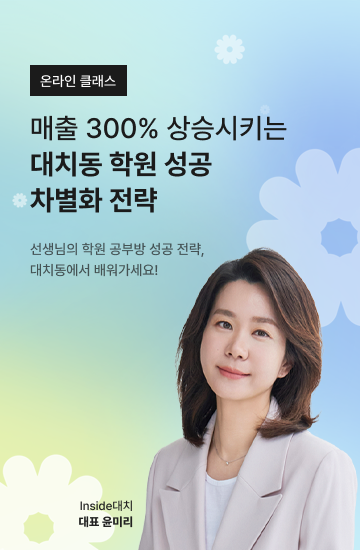 온라인 클래스
매출 300% 상승시키는
대치동 학원 성공
차별화 전략
선생님의 학원 공부방 성공 전략,
대치동에서 배워가세요!
Inside대치
대표 윤미리